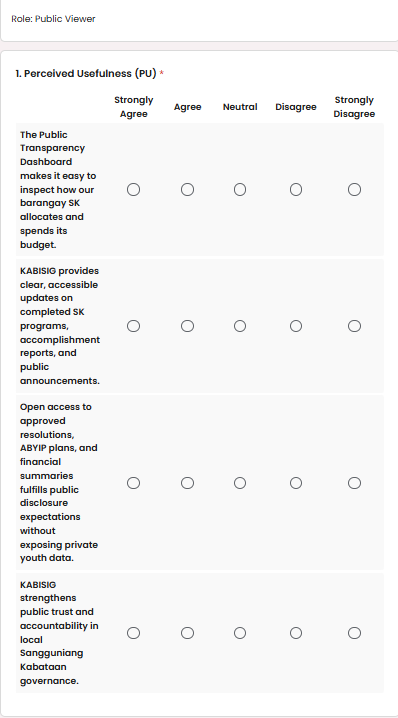 Role: Public Viewer
1. Perceived Usefulness (PU) *
Strongly
Agree
Agree
Neutral
Disagree
Strongly
Disagree
The Public
Transparency
Dashboard
makes it easy to
inspect how our
barangay SK
allocates and
spends its
budget.
KABISIG provides
clear, accessible
updates on
completed SK
programs,
accomplishment
reports, and
public
announcements.
Open access to
approved
resolutions,
ABYIP plans, and
financial
summaries
fulfills public
disclosure
expectations
without
exposing private
youth data.
KABISIG
strengthens
public trust and
accountability in
local
Sangguniang
Kabataan
governance.